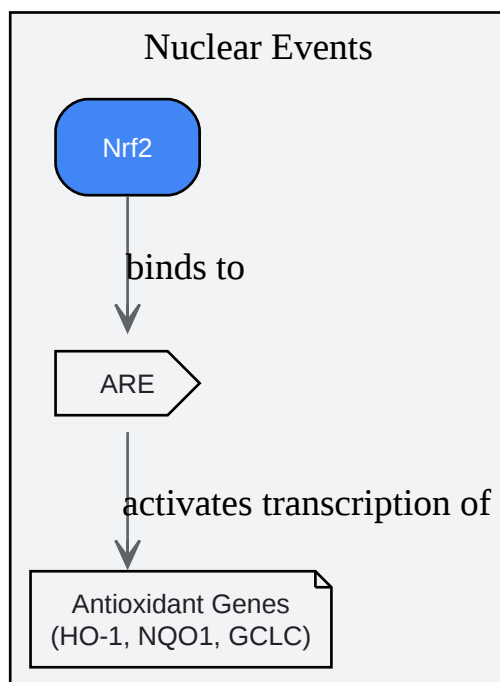 Nuclear Events
Nrf2
binds to
ARE
activates transcription of
Antioxidant Genes
(HO-1, NQO1, GCLC)